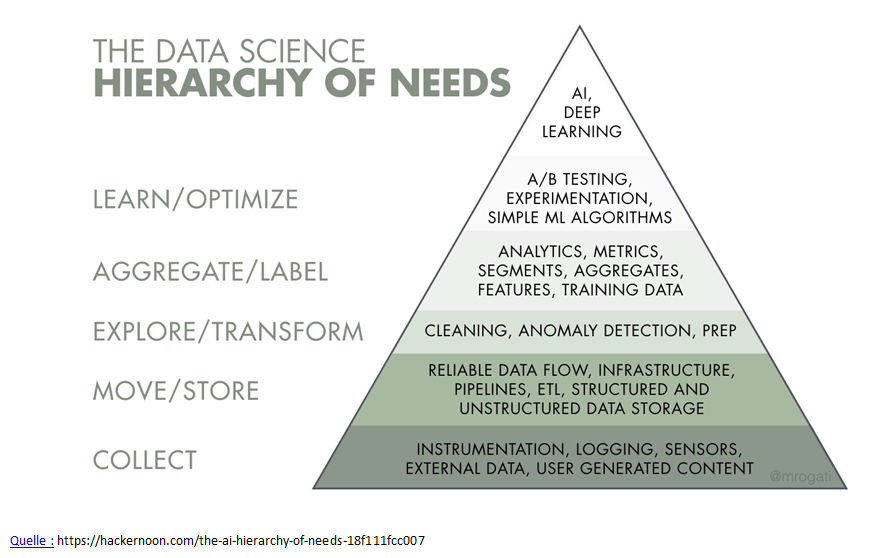 THE DATA SCIENCE
HIERARCHY OF NEEDS
AI,
DEEP
LEARNING
LEARN/OPTIMIZE
A/B TESTING,
EXPERIMENTATION,
SIMPLE ML ALGORITHMS
AGGREGATE/LABEL
ANALYTICS, METRICS,
SEGMENTS, AGGREGATES,
FEATURES, TRAINING DATA
EXPLORE/TRANSFORM
CLEANING, ANOMALY DETECTION, PREP
MOVE/STORE
RELIABLE DATA FLOW, INFRASTRUCTURE,
PIPELINES, ETL, STRUCTURED AND
UNSTRUCTURED DATA STORAGE
COLLECT
INSTRUMENTATION, LOGGING, SENSORS,
EXTERNAL DATA, USER GENERATED CONTENT
@mrogati
Quelle : https://hackernoon.com/the-ai-hierarchy-of-needs-18f111fcc007